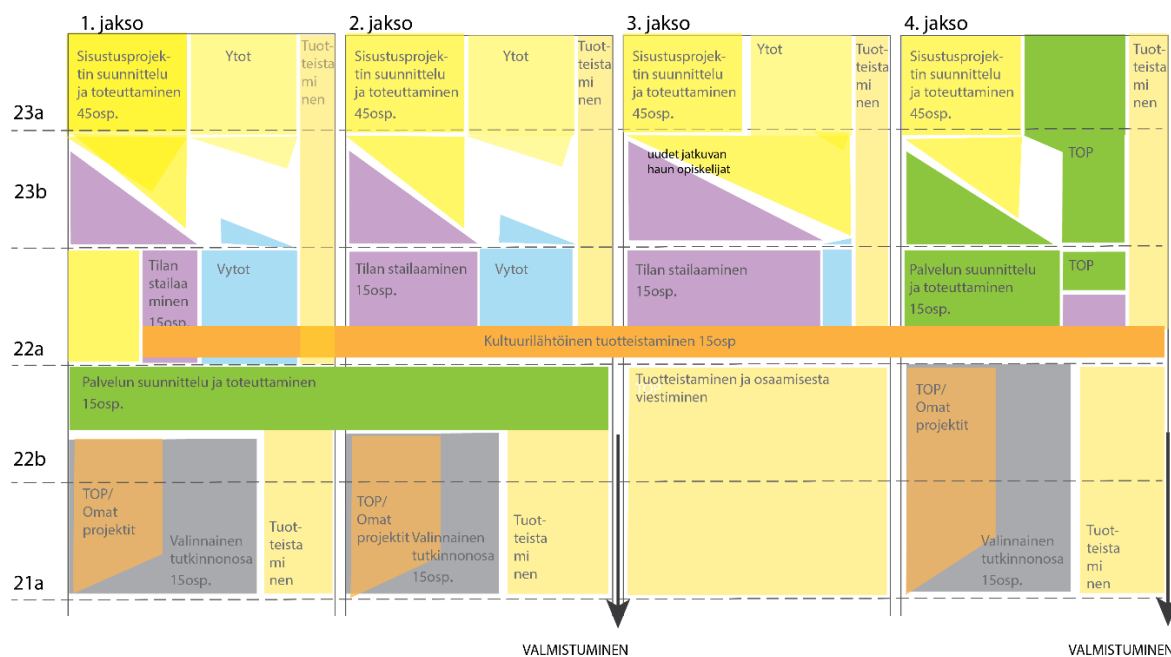 1. jakso
2. jakso
3. jakso
4. jakso
23a
Sisustusprojek-
tin suunnittelu
ja toteuttaminen
45osp.
Ytot
Tuot-
teista
mi
nen
Sisustusprojek-
tin suunnittelu
ja toteuttaminen
45osp.
Ytot
Tuot-
teista
mi
nen
Sisustusprojek-
tin suunnittelu
ja toteuttaminen
45osp.
Ytot
Tuot-
teista
mi
nen
Sisustusprojek-
tin suunnittelu
ja toteuttaminen
45osp.
Tuot-
teista
mi
nen
23b
uudet jatkuvan
haun opiskelijat
TOP
22a
Tilan
stailaa
minen
15osp.
Vytot
Tilan stailaaminen
15osp.
Vytot
Tilan stailaaminen
15osp.
Palvelun suunnittelu
ja toteuttaminen
15osp.
TOP
Kultuurilähtöinen tuotteistaminen 15osp
22b
Palvelun suunnittelu ja toteuttaminen
15osp.
Tuotteistaminen ja osaamisesta
viestiminen
TOP
TOP/
Omat
projektit
21a
TOP/
Omat
projektit
Valinnainen
tutkinnonosa
15osp.
Tuot-
teista
mi
nen
TOP/
Omat
projektit
Valinnainen
tutkinnonosa
15osp.
Tuot-
teista
mi
nen
Valinnainen
tutkinnonosa
15osp.
Tuot-
teista
mi
nen
VALMISTUMINEN
VALMISTUMINEN